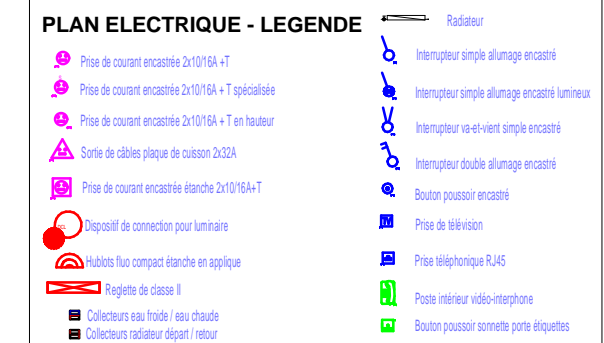 PLAN ELECTRIQUE - LEGENDE
Prise de courant encastrée 2x10/16A +T
Prise de courant encastrée 2x10/16A + T spécialisée
Prise de courant encastrée 2x10/16A + T en hauteur
Sortie de câbles plaque de cuisson 2x32A
Prise de courant encastrée étanche 2x10/16A+T
Dispositif de connection pour luminaire
Hublots fluo compact étanche en applique
Reglette de classe II
Collecteurs eau froide / eau chaude
Collecteurs radiateur départ / retour
Radiateur
Interrupteur simple allumage encastré
Interrupteur simple allumage encastré lumineux
Interrupteur va-et-vient simple encastré
Interrupteur double allumage encastré
Bouton poussoir encastré
Prise de télévision
Prise téléphonique RJ45
Poste intérieur vidéo-interphone
Bouton poussoir sonnette porte étiquettes